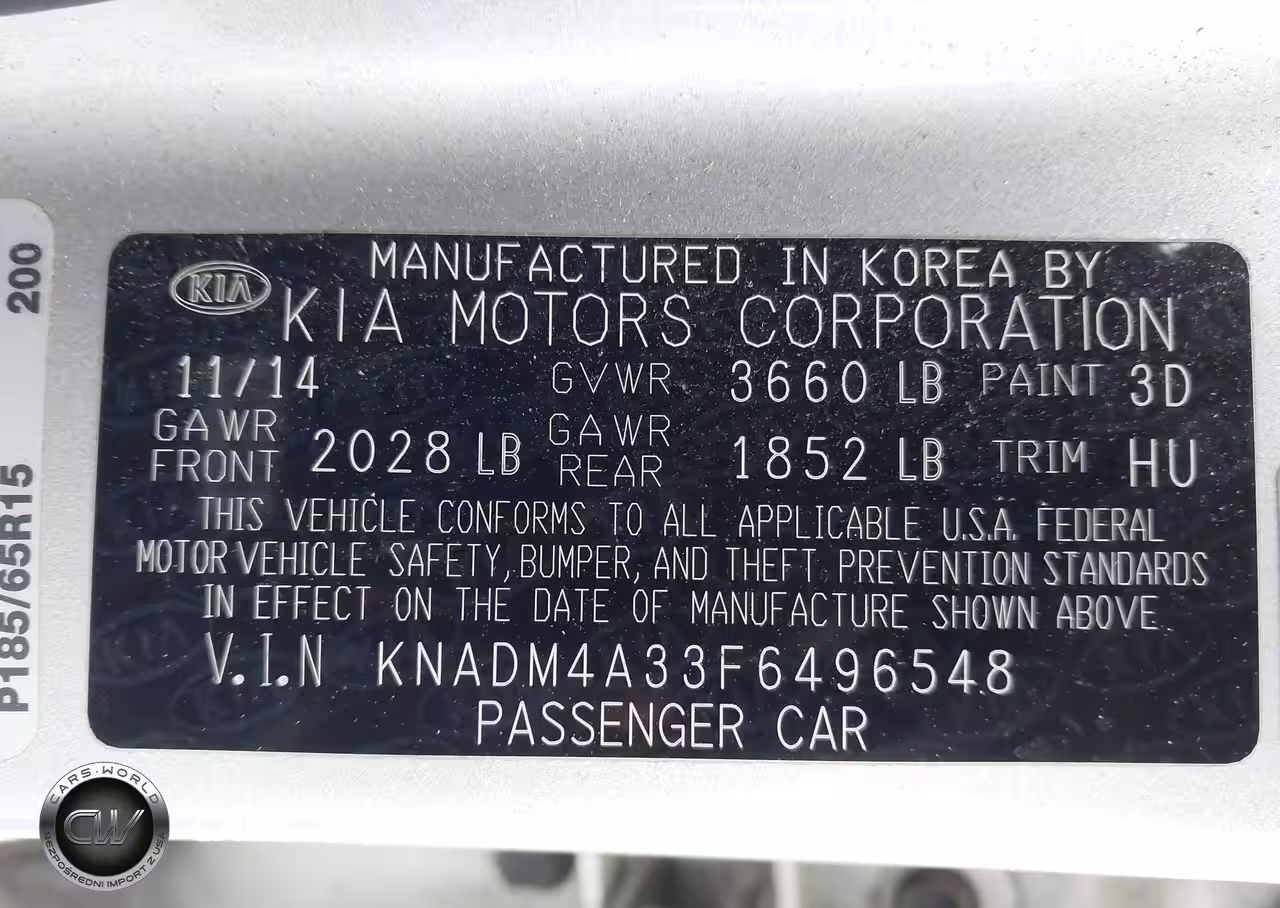 MANUFACTURED IN KOREA BY
KIA KIA MOTORS CORPORATION
11/14 GVWR 3660 LB PAINT 3D
GAWR FRONT 2028 LB GAWR REAR 1852 LB TRIM HU
THIS VEHICLE CONFORMS TO ALL APPLICABLE U.S.A. FEDERAL
MOTOR VEHICLE SAFETY, BUMPER, AND THEFT PREVENTION STANDARDS
IN EFFECT ON THE DATE OF MANUFACTURE SHOWN ABOVE.
V.I.N KNADM4A33F6496548
PASSENGER CAR
P185/65R15
200
CARS-WORLD
CW
BEZPOŚREDNI IMPORT Z USA